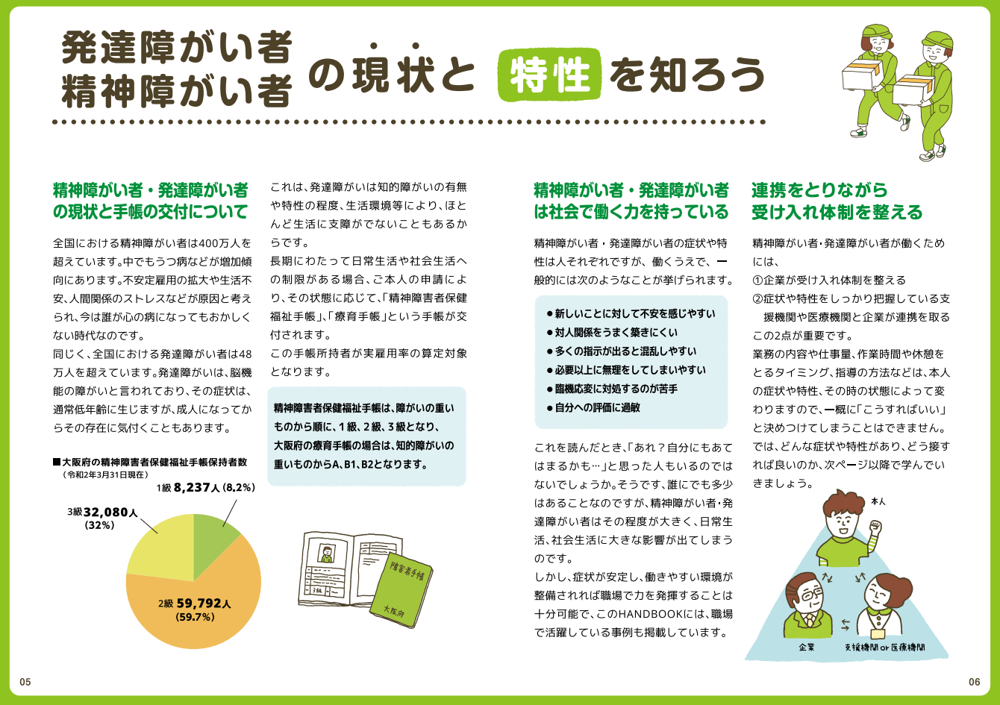 発達障がい者
精神障がい者
の現状と 特性 を知ろう
精神障がい者・発達障がい者
の現状と手帳の交付について
全国における精神障がい者は400万人を
超えています。中でもうつ病などが増加傾
向にあります。不安定雇用の拡大や生活不
安、人間関係のストレスなどが原因と考え
られ、今は誰が心の病になってもおかしく
ない時代なのです。
同じく、全国における発達障がい者は48
万人を超えています。発達障がいは、脳機
能の障がいと言われており、その症状は、
通常低年齢に生じますが、成人になってか
らその存在に気付くこともあります。
■大阪府の精神障害者保健福祉手帳保持者数
（令和2年3月31日現在）
1級 8,237人（8.2%）
3級32,080人
（32%）
2級 59,792人
（59.7%）
これは、発達障がいは知的障がいの有無
や特性の程度、生活環境等により、ほと
んど生活に支障がでないこともあるか
らです。
長期にわたって日常生活や社会生活へ
の制限がある場合、ご本人の申請によ
り、その状態に応じて、「精神障害者保健
福祉手帳」、「療育手帳」という手帳が交
付されます。
この手帳所持者が実雇用率の算定対象
となります。
精神障害者保健福祉手帳は、障がいの重い
ものから順に、1級、2級、3級となり、
大阪府の療育手帳の場合は、知的障がいの
重いものからA、B1、B2となります。
3級
障害者手帳
大阪府
精神障がい者・発達障がい者
は社会で働く力を持っている
精神障がい者・発達障がい者の症状や特
性は人それぞれですが、働くうえで、一
般的には次のようなことが挙げられます。
●新しいことに対して不安を感じやすい
●対人関係をうまく築きにくい
●多くの指示が出ると混乱しやすい
●必要以上に無理をしてしまいやすい
●臨機応変に対処するのが苦手
●自分への評価に過敏
これを読んだとき、「あれ？自分にもあて
はまるかも…」と思った人もいるのでは
ないでしょうか。そうです、誰にでも多少
はあることなのですが、精神障がい者・発
達障がい者はその程度が大きく、日常生
活、社会生活に大きな影響が出てしまう
のです。
しかし、症状が安定し、働きやすい環境が
整備されれば職場で力を発揮することは
十分可能で、このHANDBOOKには、職場
で活躍している事例も掲載しています。
連携をとりながら
受け入れ体制を整える
精神障がい者・発達障がい者が働くため
には、
①企業が受け入れ体制を整える
②症状や特性をしっかり把握している支
援機関や医療機関と企業が連携を取る
この2点が重要です。
業務の内容や仕事量、作業時間や休憩を
とるタイミング、指導の方法などは、本人
の症状や特性、その時の状態によって変
わりますので、一概に「こうすればいい」
と決めつけてしまうことはできません。
では、どんな症状や特性があり、どう接す
れば良いのか、次ページ以降で学んでい
きましょう。
本人
企業
支援機関 or 医療機関
05
06